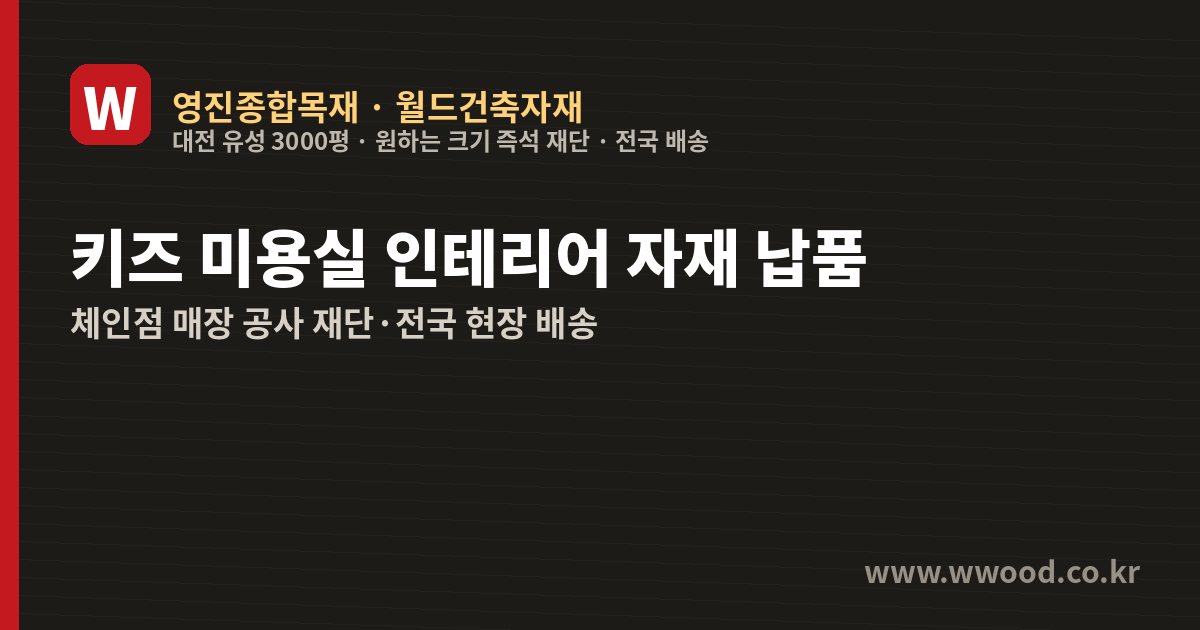 W
영진종합목재 · 월드건축자재
대전 유성 3000평 · 원하는 크기 즉석 재단 · 전국 배송
키즈 미용실 인테리어 자재 납품
체인점 매장 공사 재단·전국 현장 배송
www.wwood.co.kr